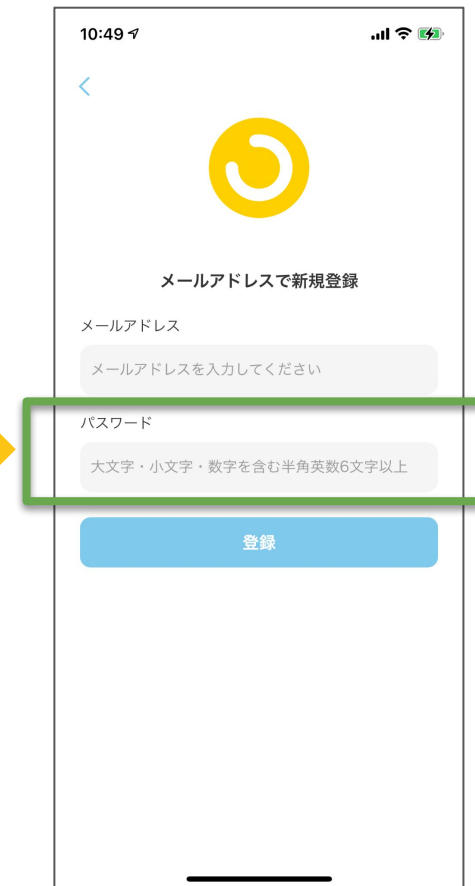 10:49
メールアドレスで新規登録
メールアドレス
メールアドレスを入力してください
パスワード
大文字・小文字・数字を含む半角英数6文字以上
登録